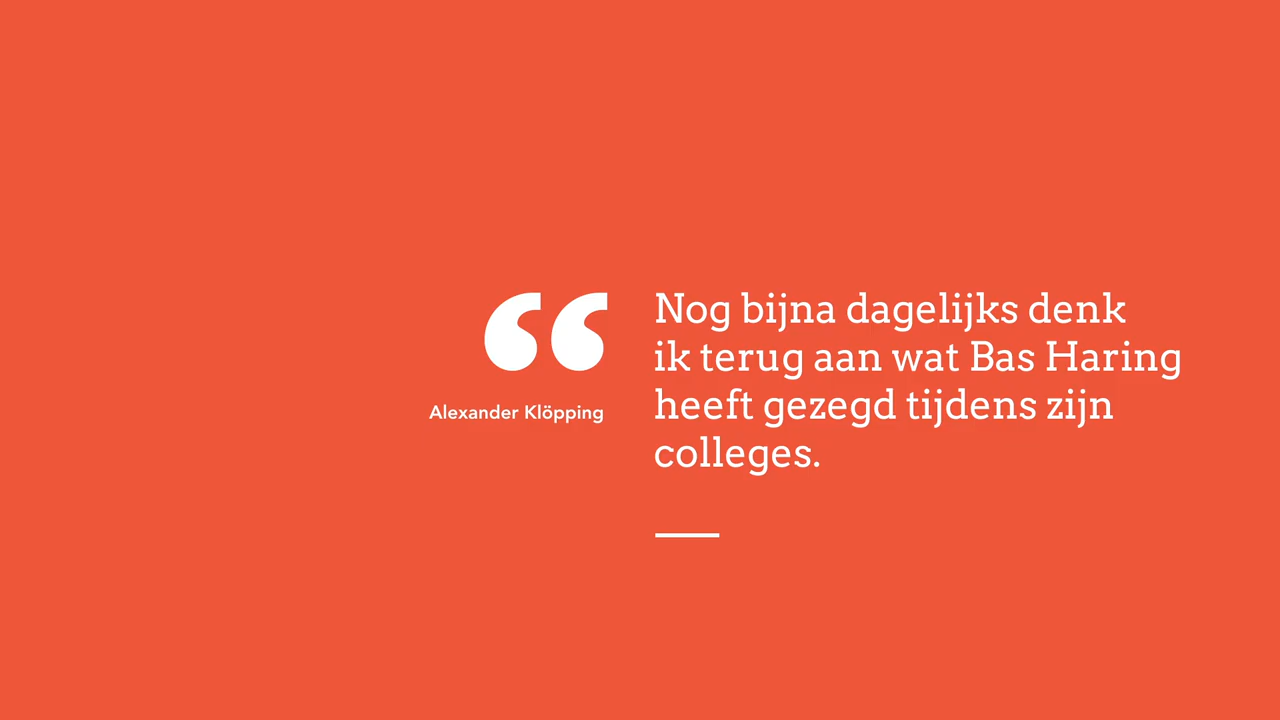 “
Alexander Klöpping
Nog bijna dagelijks denk
ik terug aan wat Bas Haring
heeft gezegd tijdens zijn
colleges.